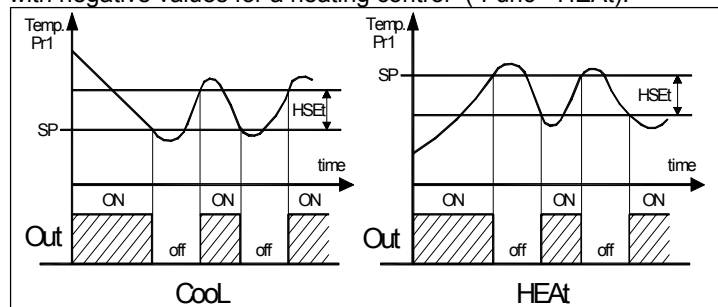 with negative values for a heating control (“Func=HEAt).
Temp.
Pr1
SP
HSEt
time
ON
ON
ON
Out
off
off
CooL
Temp.
Pr1
SP
HSEt
time
ON
ON
ON
Out
off
off
HEAt